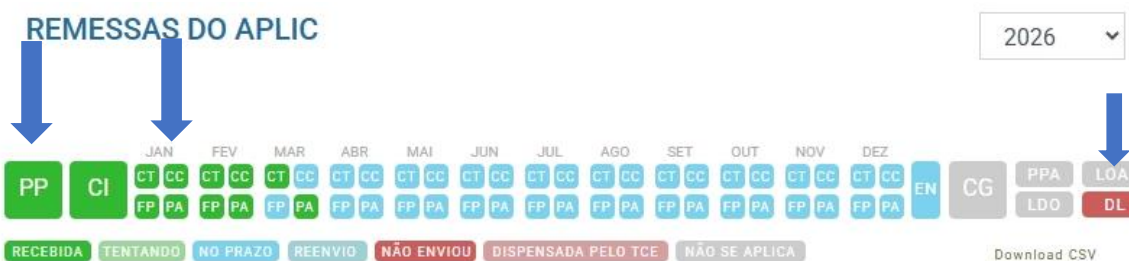 REMESSAS DO APLIC
2026
JAN FEV MAR ABR MAI JUN JUL AGO SET OUT NOV DEZ
PP CI CT CC CT CC CT CC CT CC CT CC CT CC CT CC CT CC CT CC CT CC CT CC CT CC EN CG PPA LOA
FP PA FP PA FP PA FP PA FP PA FP PA FP PA FP PA FP PA FP PA FP PA FP PA LDO DL
RECEBIDA TENTANDO NO PRAZO REENVIO NÃO ENVIOU DISPENSADA PELO TCE NÃO SE APLICA Download CSV